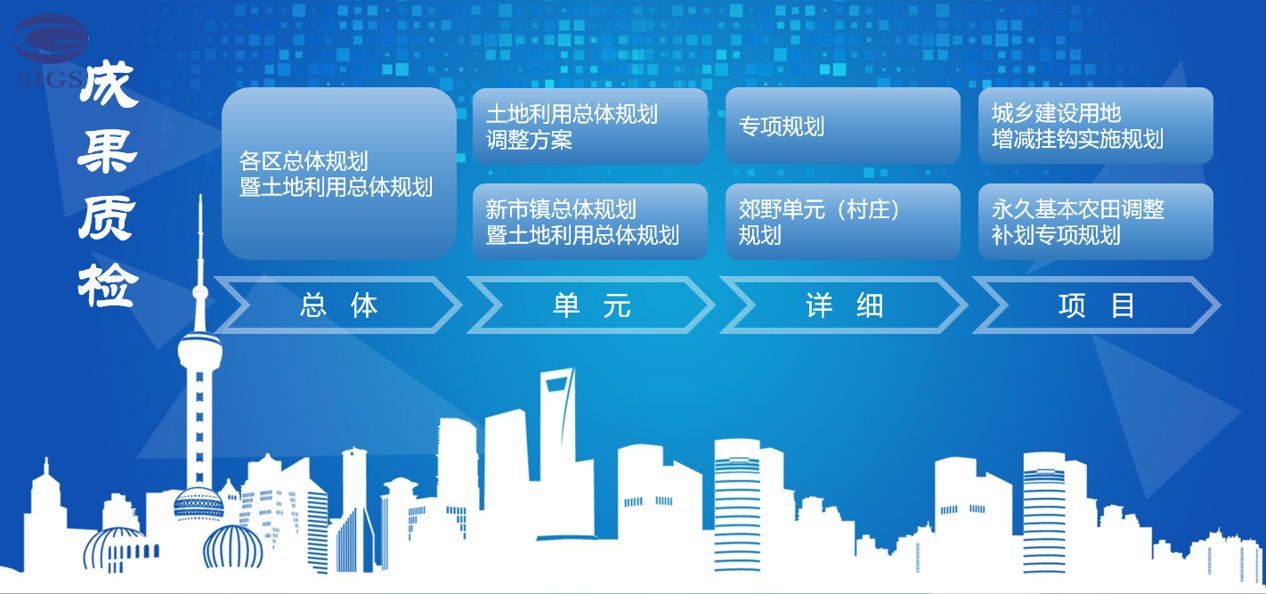 SIGS
成果质检
各区总体规划
暨土地利用总体规划
土地利用总体规划
调整方案
新市镇总体规划
暨土地利用总体规划
专项规划
郊野单元（村庄）
规划
城乡建设用地
增减挂钩实施规划
永久基本农田调整
补划专项规划
总体
单元
详细
项目